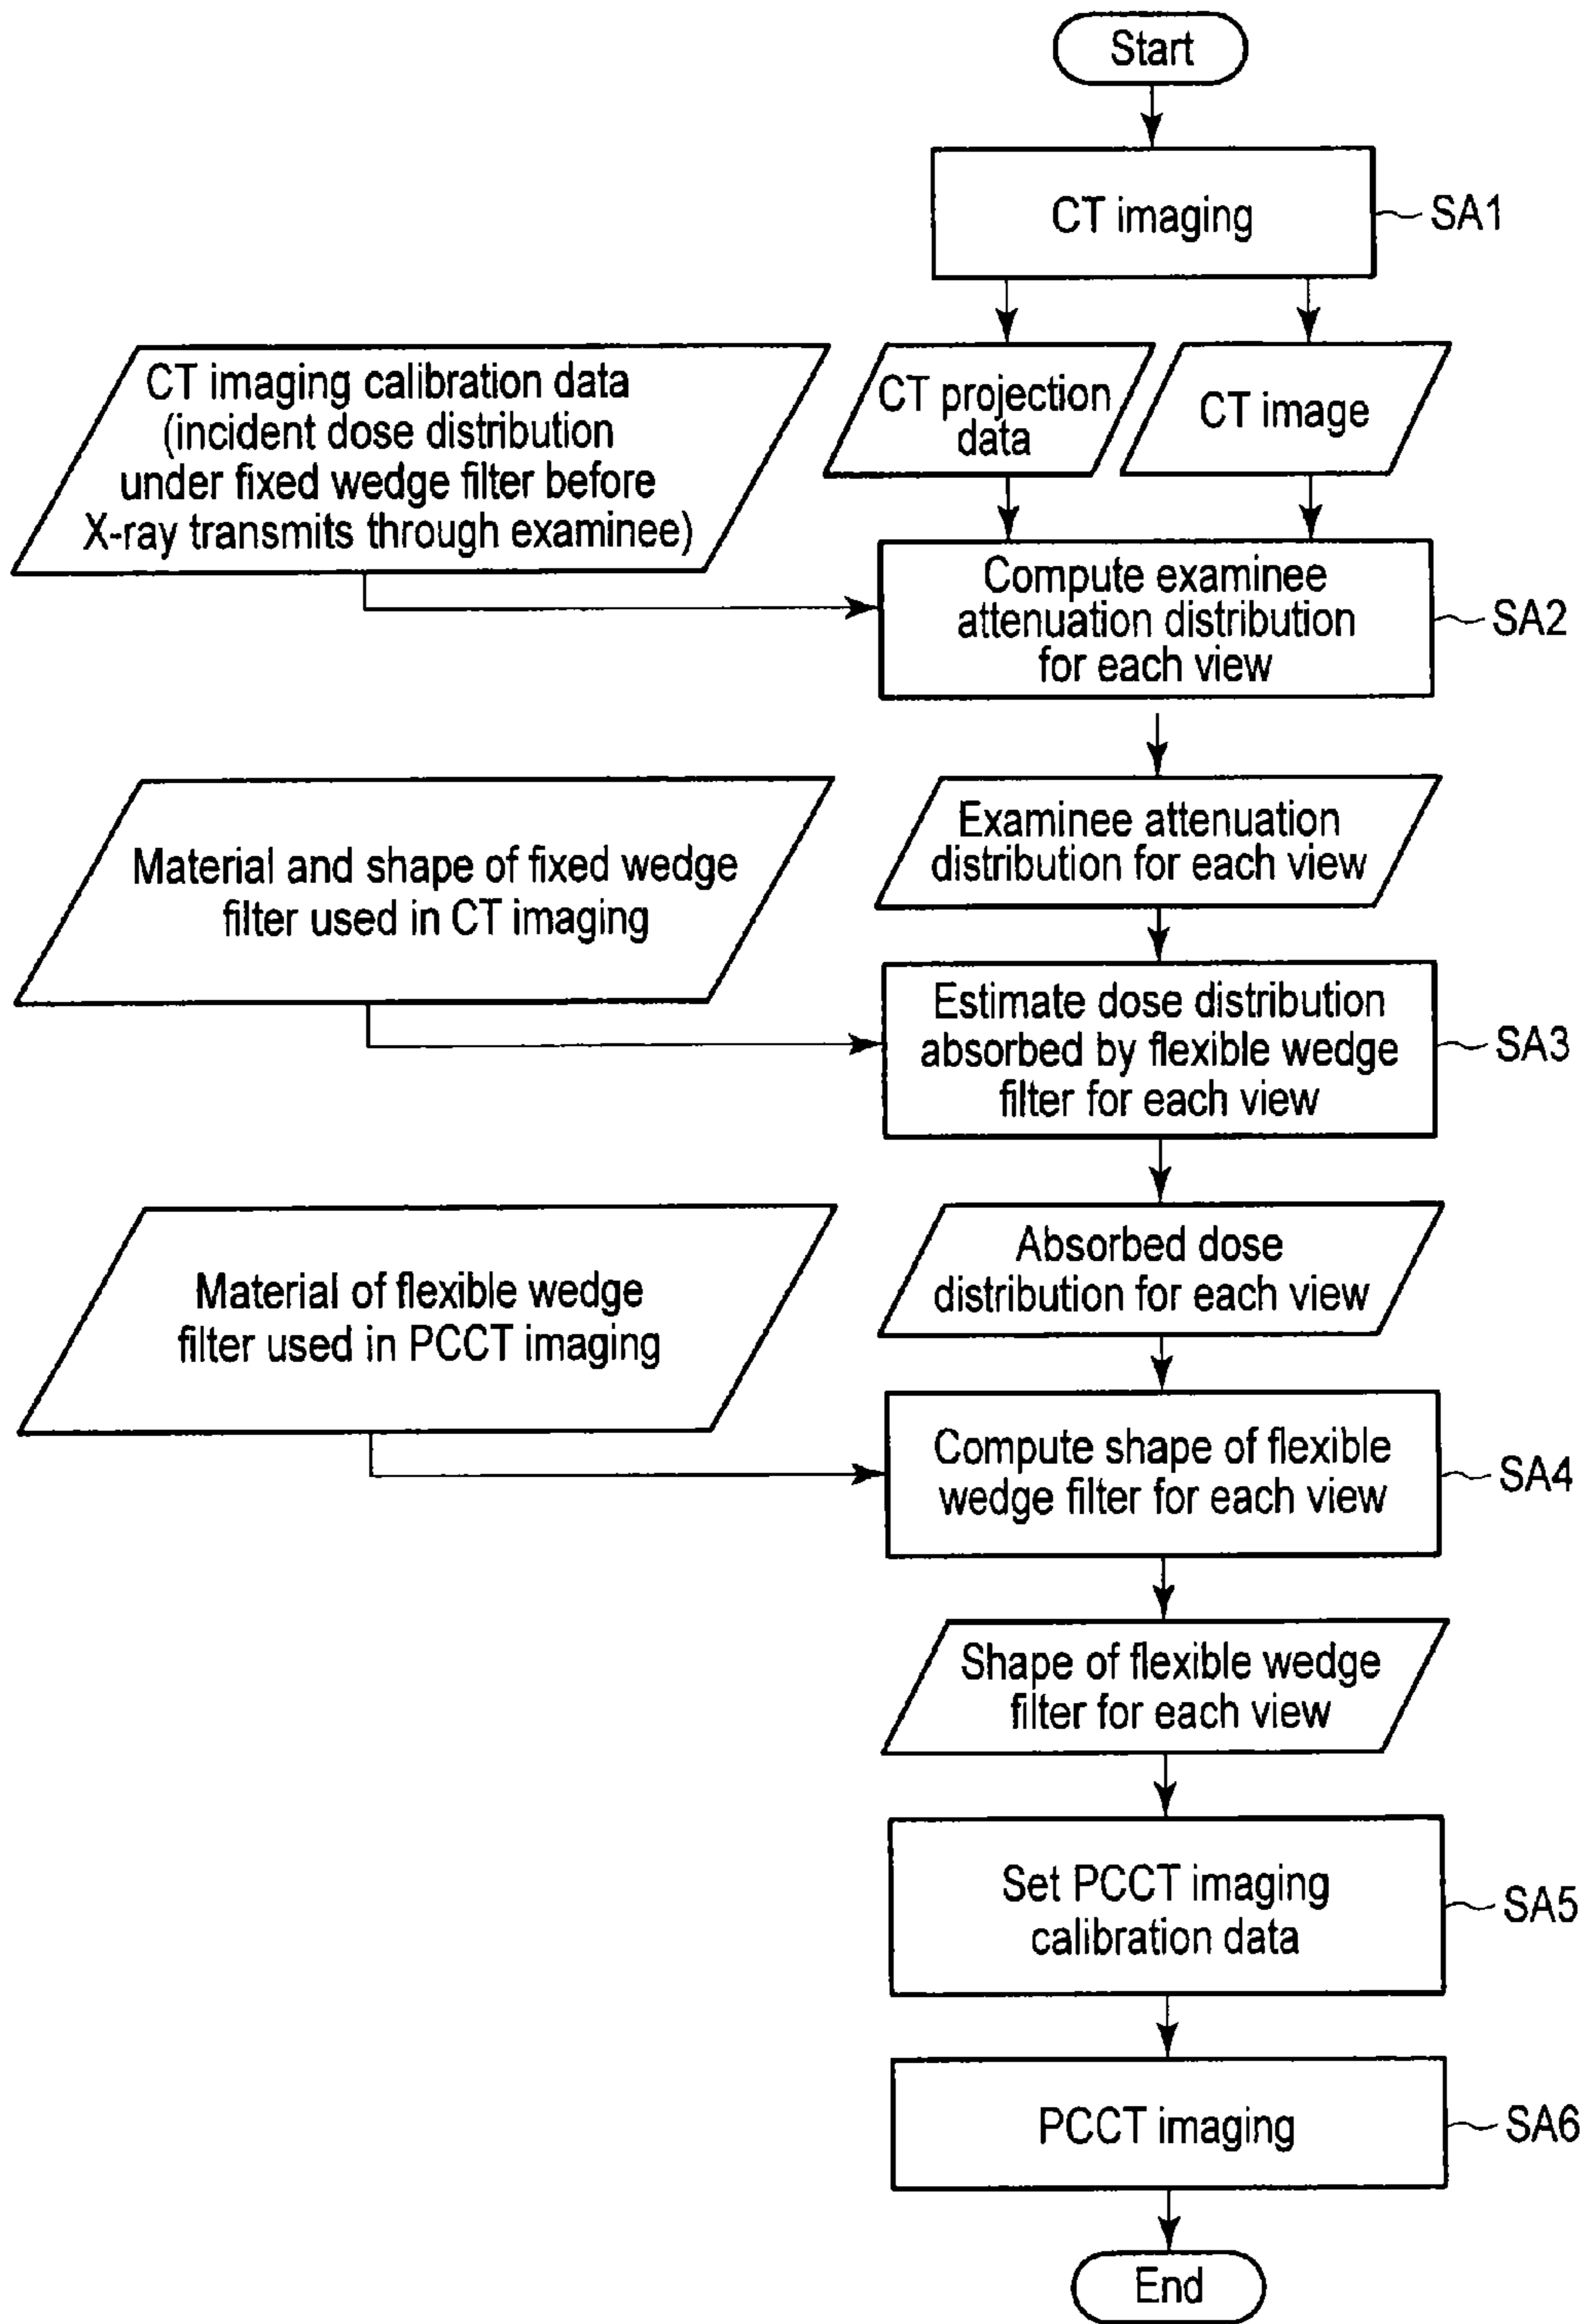 Start
CT imaging
SA1
CT imaging calibration data
(incident dose distribution
under fixed wedge filter before
X-ray transmits through examinee)
CT projection
data
CT image
Compute examinee
attenuation distribution
for each view
SA2
Material and shape of fixed wedge
filter used in CT imaging
Examinee attenuation
distribution for each view
Estimate dose distribution
absorbed by flexible wedge
filter for each view
SA3
Material of flexible wedge
filter used in PCCT imaging
Absorbed dose
distribution for each view
Compute shape of flexible
wedge filter for each view
SA4
Shape of flexible wedge
filter for each view
Set PCCT imaging
calibration data
SA5
PCCT imaging
SA6
End